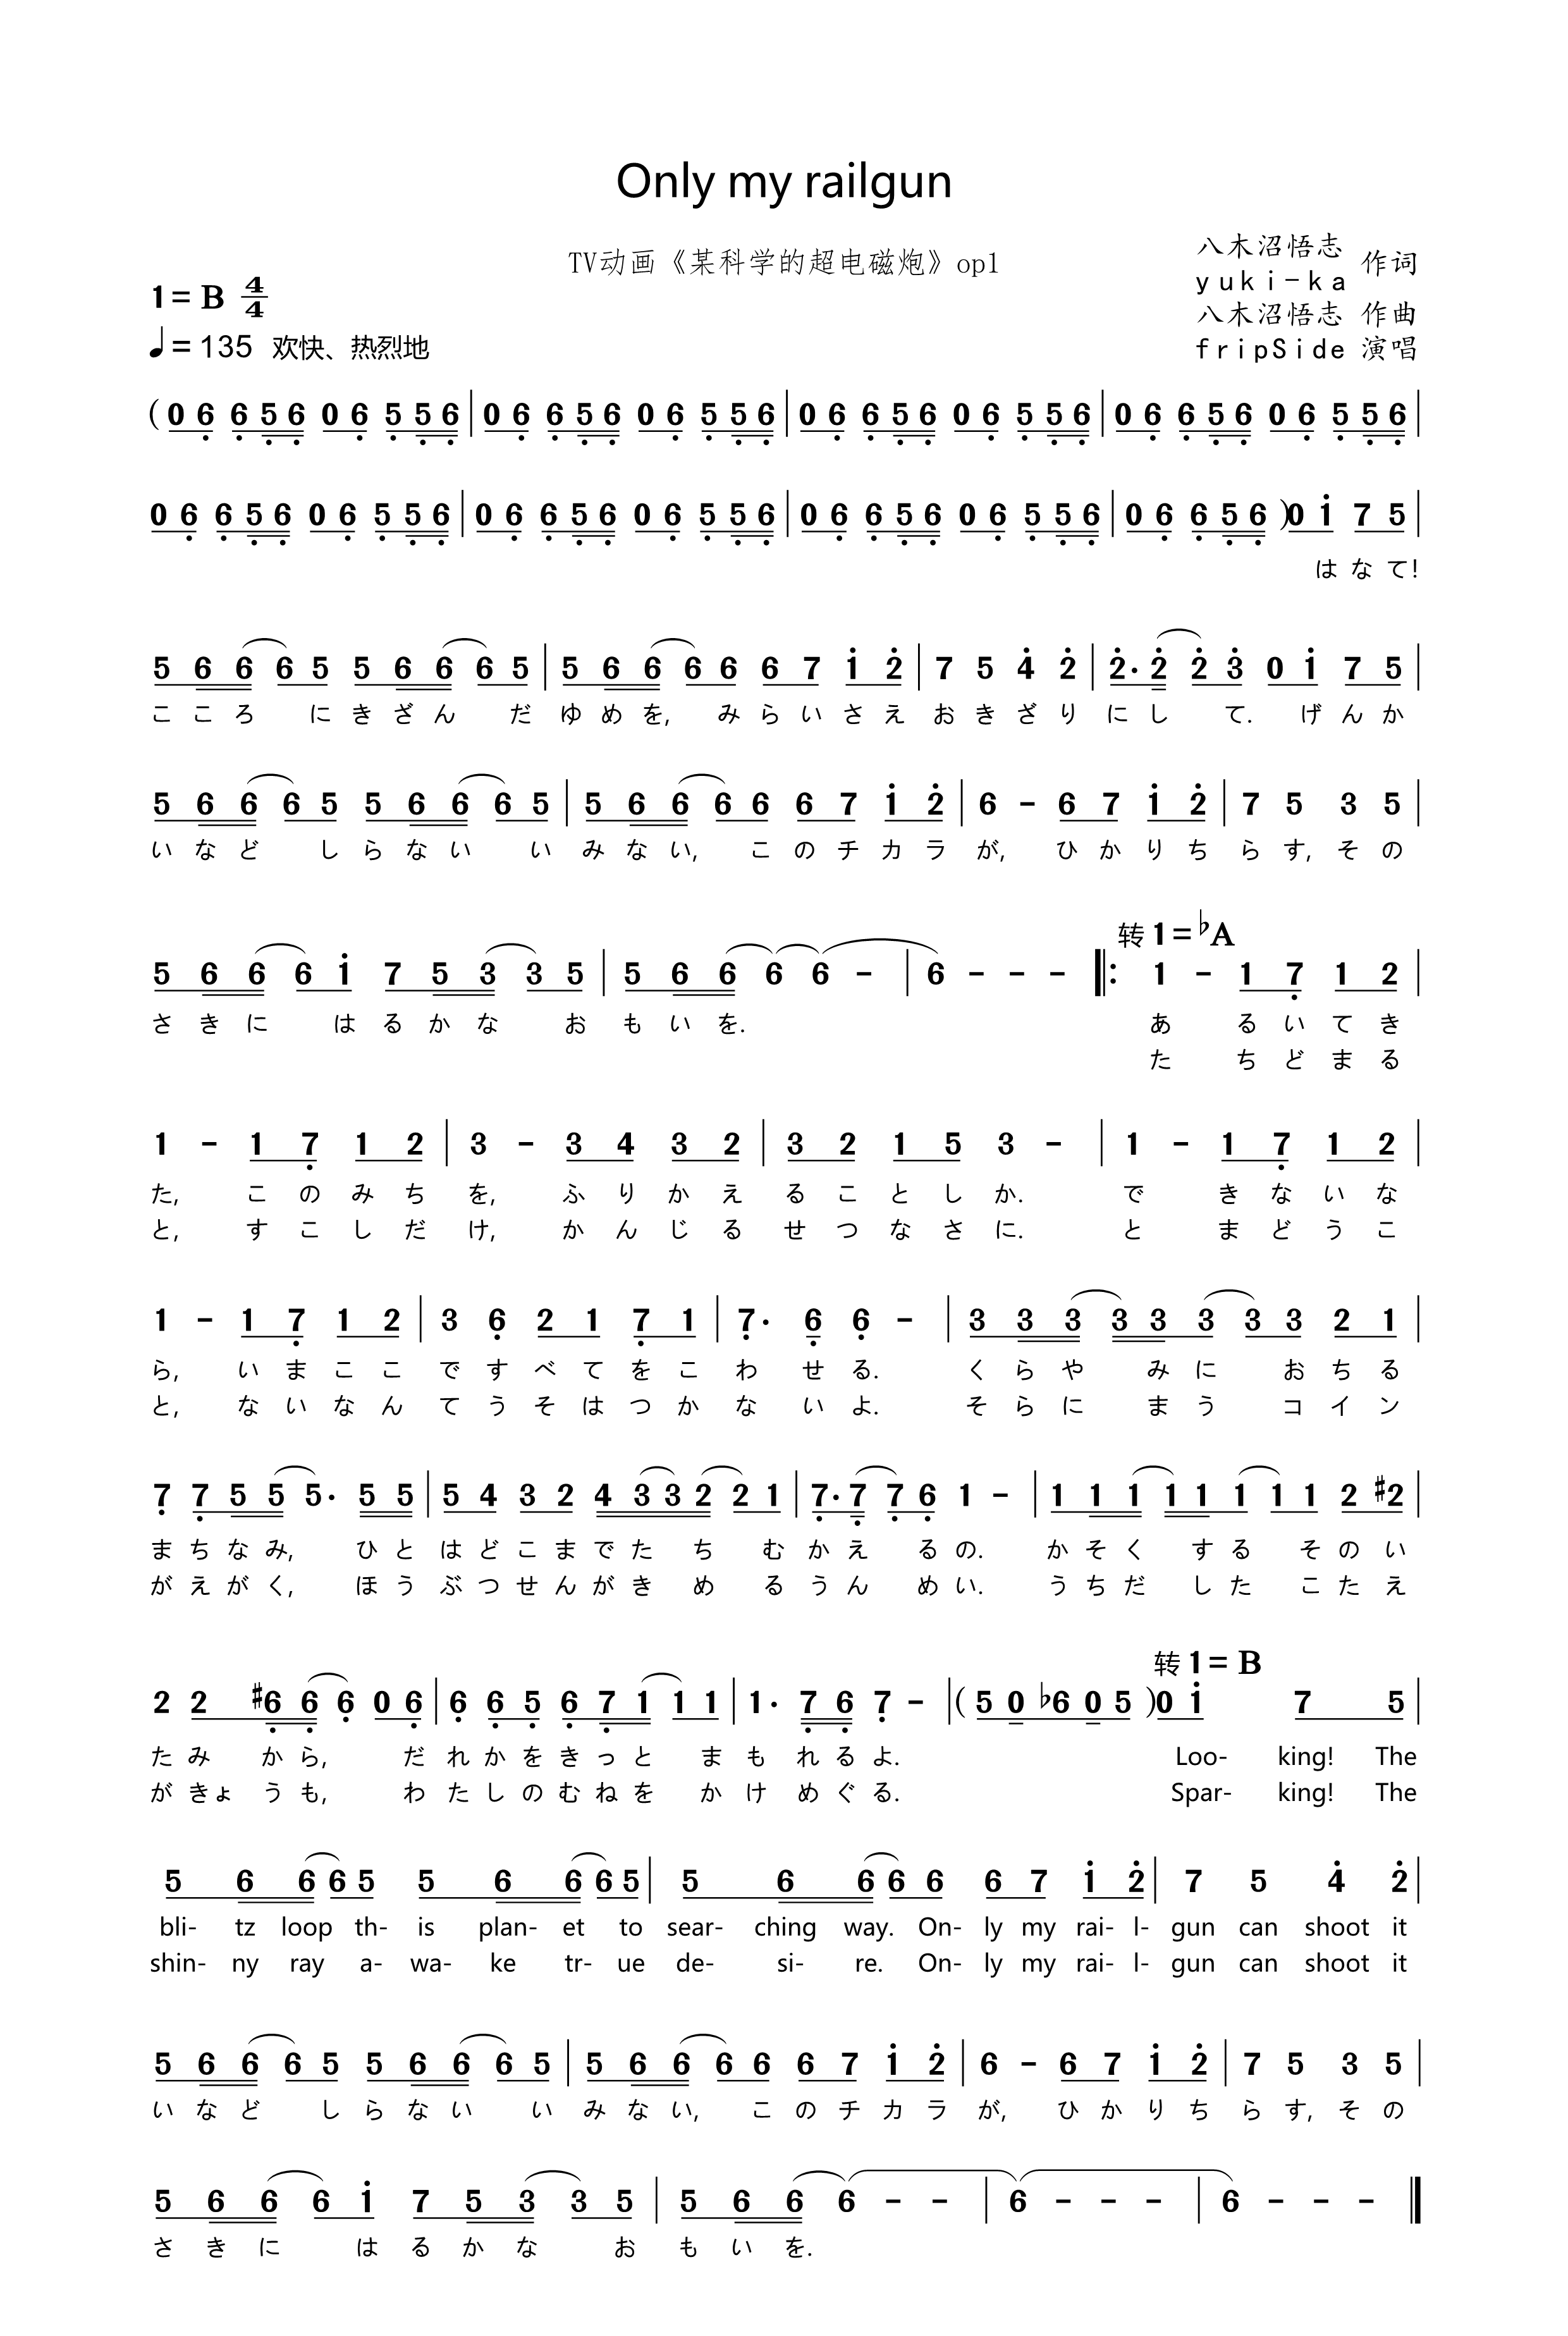 Only my railgun
TV动画《某科学的超电磁炮》op1
八木沼悟志
yuki-ka 作词
八木沼悟志 作曲
fripSide 演唱
1= B 4/4
♩=135 欢快、热烈地
(0 6 6 5 6 0 6 5 5 6 | 0 6 6 5 6 0 6 5 5 6 | 0 6 6 5 6 0 6 5 5 6 | 0 6 6 5 6 0 6 5 5 6 |
0 6 6 5 6 0 6 5 5 6 | 0 6 6 5 6 0 6 5 5 6 | 0 6 6 5 6 0 6 5 5 6 | 0 6 6 5 6 )0 1 7 5 |
は な て!
5 6 6 6 5 5 6 6 6 5 | 5 6 6 6 6 6 7 1 2 | 7 5 4 2 | 2· 2 2 3 0 1 7 5 |
こ こ ろ に き ざ ん だ ゆ め を, み ら い さ え お き ざ り に し て. げ ん か
5 6 6 6 5 5 6 6 6 5 | 5 6 6 6 6 6 7 1 2 | 6 - 6 7 1 2 | 7 5 3 5 |
い な ど し ら な い い み な い, こ の チ カ ラ が, ひ か り ち ら す, そ の
转 1=♭A
5 6 6 6 1 7 5 3 3 5 | 5 6 6 6 6 - | 6 - - - ‖: 1 - 1 7 1 2 |
さ き に は る か な お も い を. あ る い て き
た ち ど ま る
1 - 1 7 1 2 | 3 - 3 4 3 2 | 3 2 1 5 3 - | 1 - 1 7 1 2 |
た, こ の み ち を, ふ り か え る こ と し か. で き な い な
と, す こ し だ け, か ん じ る せ つ な さ に. と ま ど う こ
1 - 1 7 1 2 | 3 6 2 1 7 1 | 7· 6 6 - | 3 3 3 3 3 3 3 3 2 1 |
ら, い ま こ こ で す べ て を こ わ せ る. く ら や み に お ち る
と, な い な ん て う そ は つ か な い よ. そ ら に ま う コ イ ン
7 7 5 5 5· 5 5 | 5 4 3 2 4 3 3 2 2 1 | 7· 7 7 6 1 - | 1 1 1 1 1 1 1 1 2 #2 |
ま ち な み, ひ と は ど こ ま で た ち む か え る の. か そ く す る そ の い
が え が く, ほ う ぶ つ せ ん が き め る う ん め い. う ち だ し た こ た え
转 1= B
2 2 #6 6 6 0 6 | 6 6 5 6 7 1 1 1 | 1· 7 6 7 - | ( 5 0 ♭6 0 5 )0 1 7 5 |
た み か ら, だ れ か を き っ と ま も れ る よ. Loo- king! The
が きょ う も, わ た し の む ね を か け め ぐ る. Spar- king! The
5 6 6 6 5 5 6 6 6 5 | 5 6 6 6 6 6 7 1 2 | 7 5 4 2 |
bli- tz loop th- is plan- et to sear- ching way. On- ly my rai- l- gun can shoot it
shin- ny ray a- wa- ke tr- ue de- si- re. On- ly my rai- l- gun can shoot it
5 6 6 6 5 5 6 6 6 5 | 5 6 6 6 6 6 7 1 2 | 6 - 6 7 1 2 | 7 5 3 5 |
い な ど し ら な い い み な い, こ の チ カ ラ が, ひ か り ち ら す, そ の
5 6 6 6 1 7 5 3 3 5 | 5 6 6 6 - - | 6 - - - | 6 - - - ‖
さ き に は る か な お も い を.